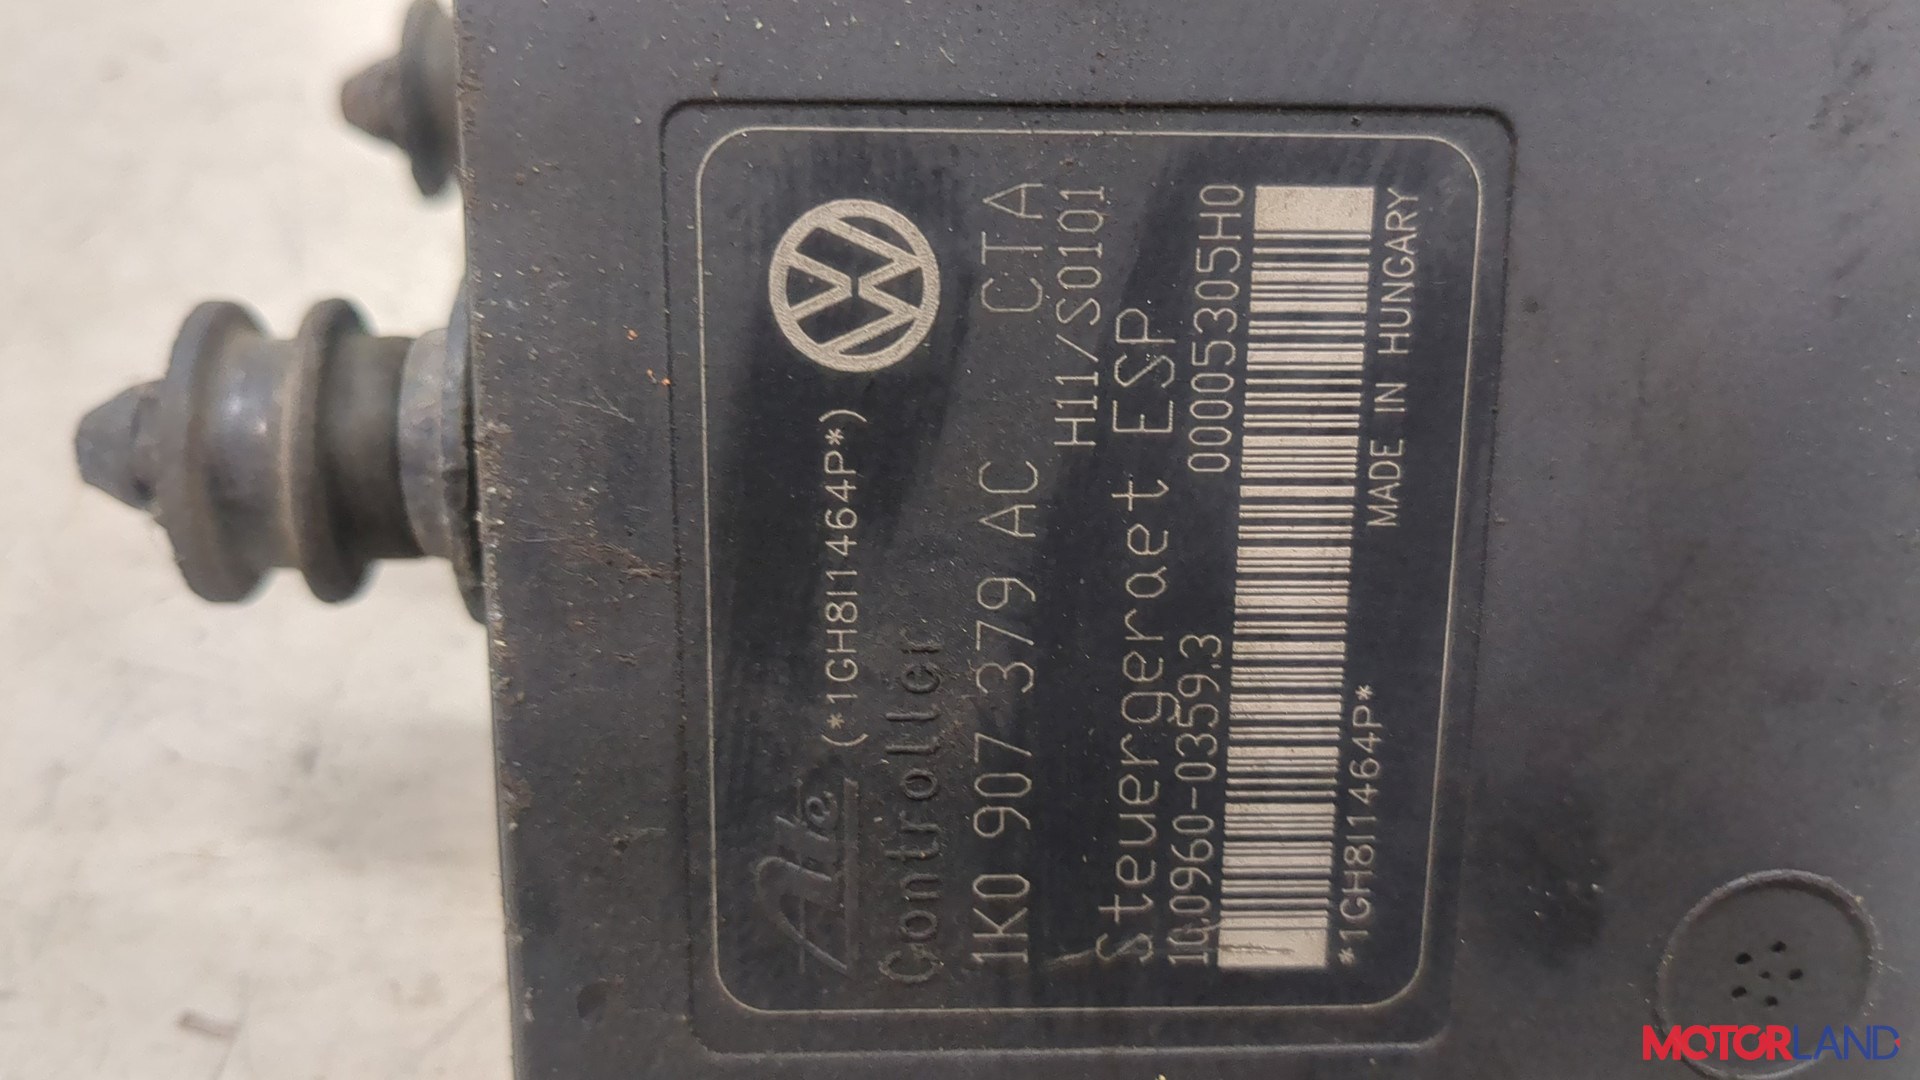 Ate (*1GH8I1464P*)
Controller
1K0 907 379 AC CTA
H11/S0101
Steuergeraet ESP
10.0960-0359.3 00005305H0
*1GH8I1464P* MADE IN HUNGARY
MOTORLAND